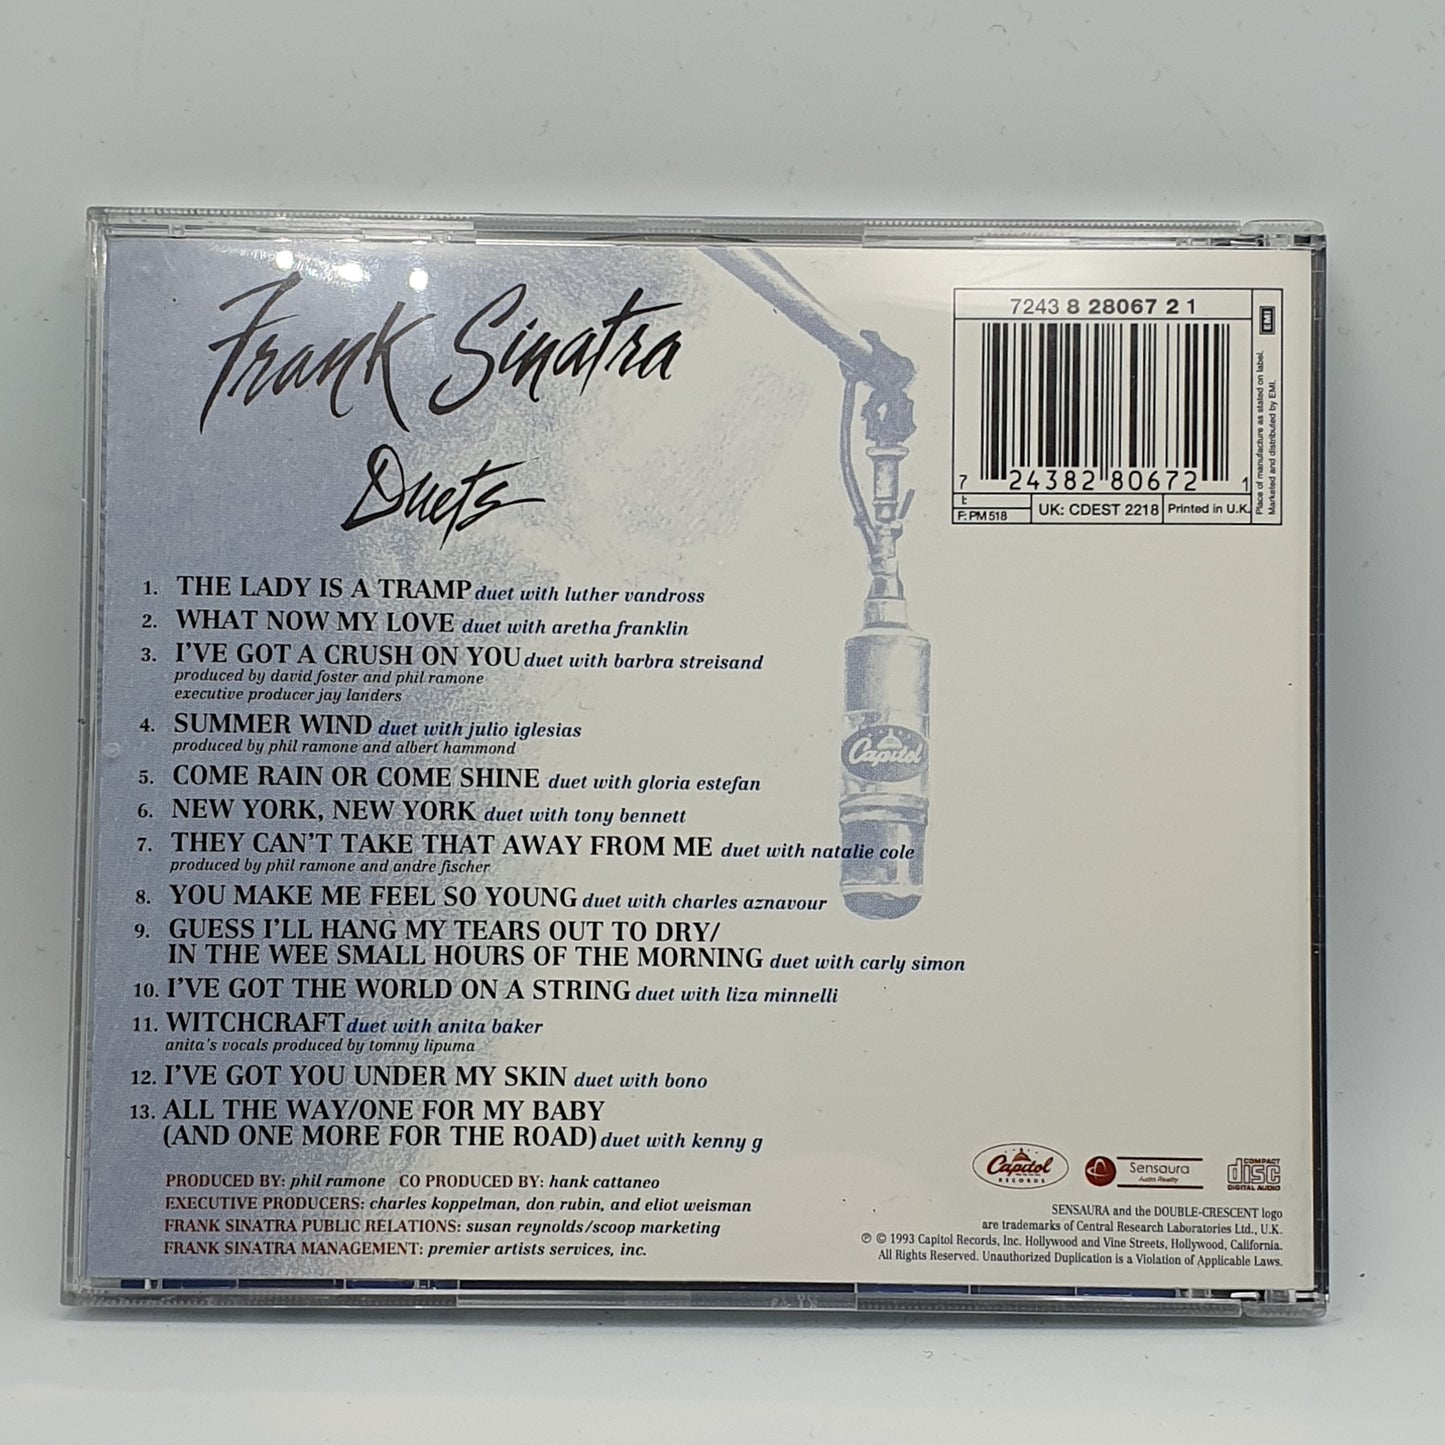 Frank Sinatra
Duets
7243 8 28067 2 1
EMI
Place of manufacture as stated on label.
Marketed and distributed by EMI.
7 24382 80672 1
F: PM 518
UK: CDEST 2218
Printed in U.K.
1. THE LADY IS A TRAMP duet with luther vandross
2. WHAT NOW MY LOVE duet with aretha franklin
3. I'VE GOT A CRUSH ON YOU duet with barbra streisand
produced by david foster and phil ramone
executive producer jay landers
4. SUMMER WIND duet with julio iglesias
produced by phil ramone and albert hammond
5. COME RAIN OR COME SHINE duet with gloria estefan
6. NEW YORK, NEW YORK duet with tony bennett
7. THEY CAN'T TAKE THAT AWAY FROM ME duet with natalie cole
produced by phil ramone and andre fischer
8. YOU MAKE ME FEEL SO YOUNG duet with charles aznavour
9. GUESS I'LL HANG MY TEARS OUT TO DRY/
IN THE WEE SMALL HOURS OF THE MORNING duet with carly simon
10. I'VE GOT THE WORLD ON A STRING duet with liza minnelli
11. WITCHCRAFT duet with anita baker
anita's vocals produced by tommy lipuma
12. I'VE GOT YOU UNDER MY SKIN duet with bono
13. ALL THE WAY/ONE FOR MY BABY
(AND ONE MORE FOR THE ROAD) duet with kenny g
Capitol
PRODUCED BY: phil ramone CO PRODUCED BY: hank cattaneo
EXECUTIVE PRODUCERS: charles koppelman, don rubin, and eliot weisman
FRANK SINATRA PUBLIC RELATIONS: susan reynolds/scoop marketing
FRANK SINATRA MANAGEMENT: premier artists services, inc.
Capitol
RECORDS
Sensaura
Audio Reality
COMPACT
disc
DIGITAL AUDIO
SENSAURA and the DOUBLE-CRESCENT logo
are trademarks of Central Research Laboratories Ltd., U.K.
℗ © 1993 Capitol Records, Inc. Hollywood and Vine Streets, Hollywood, California.
All Rights Reserved. Unauthorized Duplication is a Violation of Applicable Laws.